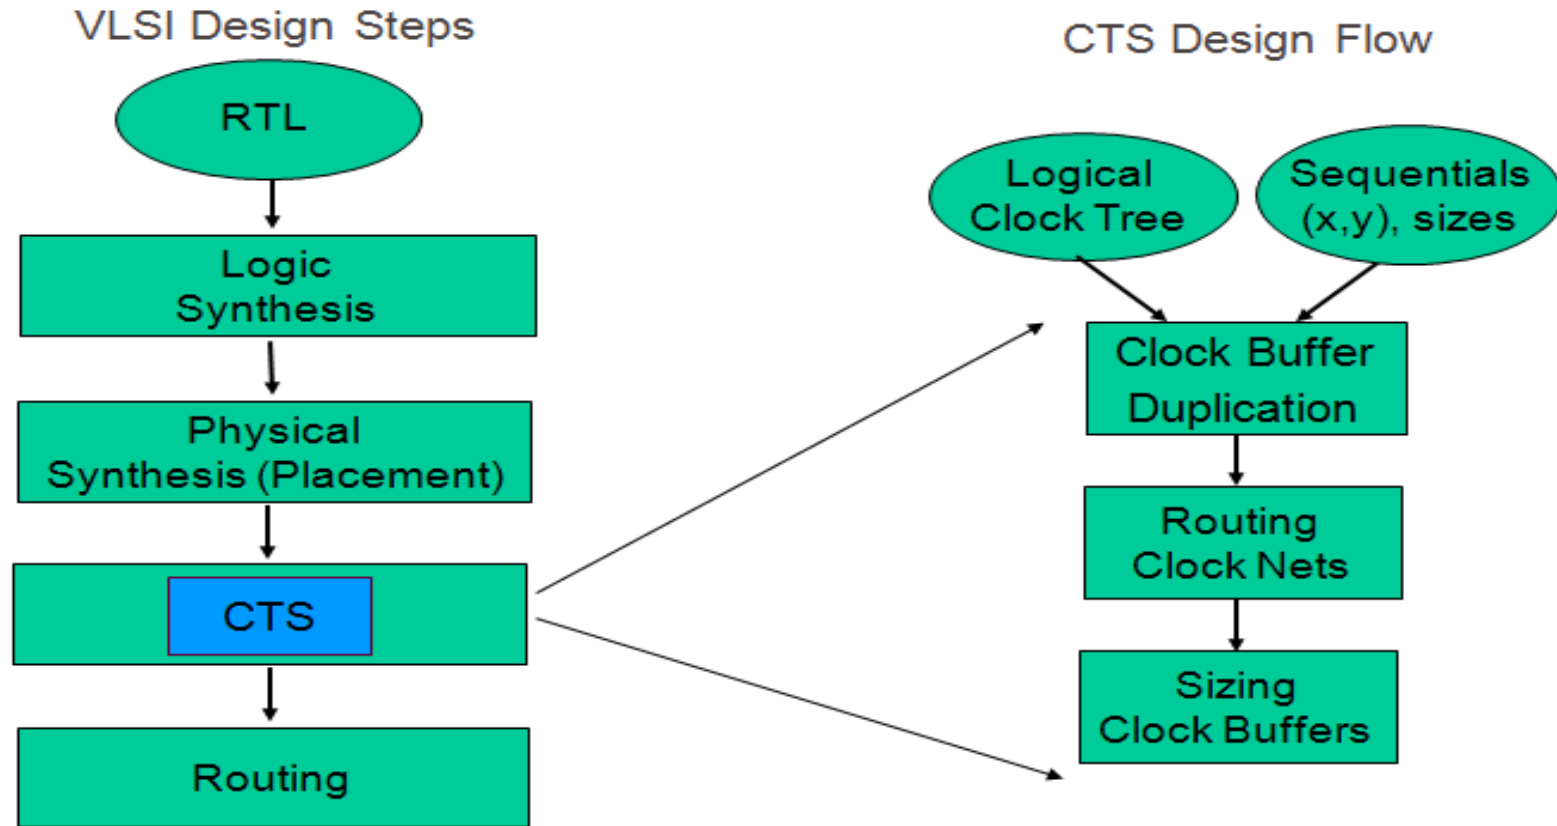 VLSI Design Steps
RTL
Logic
Synthesis
Physical
Synthesis (Placement)
CTS
Routing
CTS Design Flow
Logical
Clock Tree
Sequentials
(x,y), sizes
Clock Buffer
Duplication
Routing
Clock Nets
Sizing
Clock Buffers